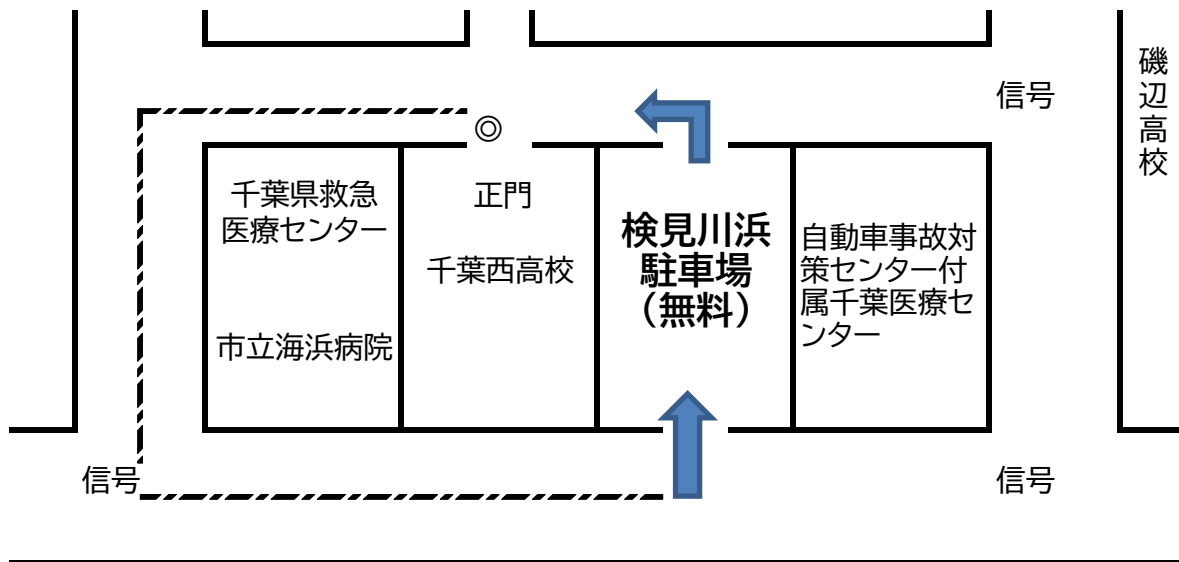 信号
磯辺高校
◎
千葉県救急
医療センター
市立海浜病院
正門
千葉西高校
検見川浜
駐車場
（無料）
自動車事故対
策センター付
属千葉医療セ
ンター
信号
信号